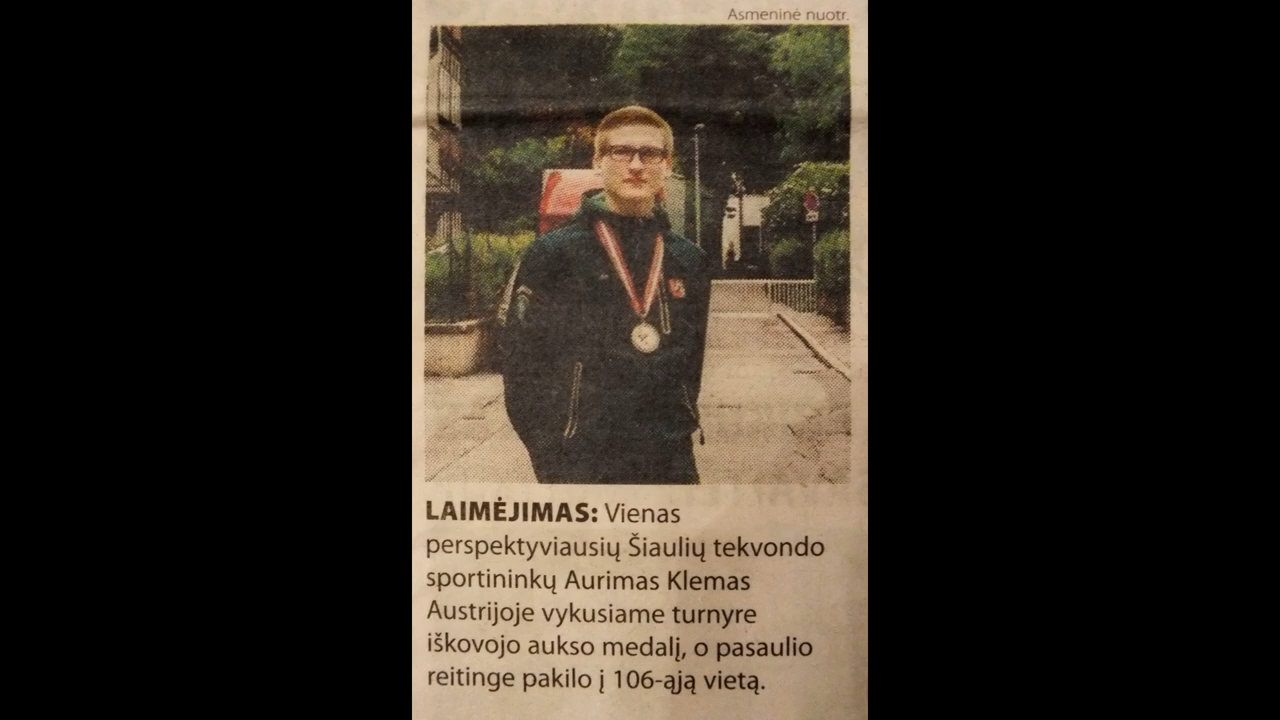 Asmeninė nuotr.
LAIMĖJIMAS: Vienas
perspektyviausių Šiaulių tekvondo
sportininkų Aurimas Klemas
Austrijoje vykusiame turnyre
iškovojo aukso medalį, o pasaulio
reitinge pakilo į 106-ąją vietą.